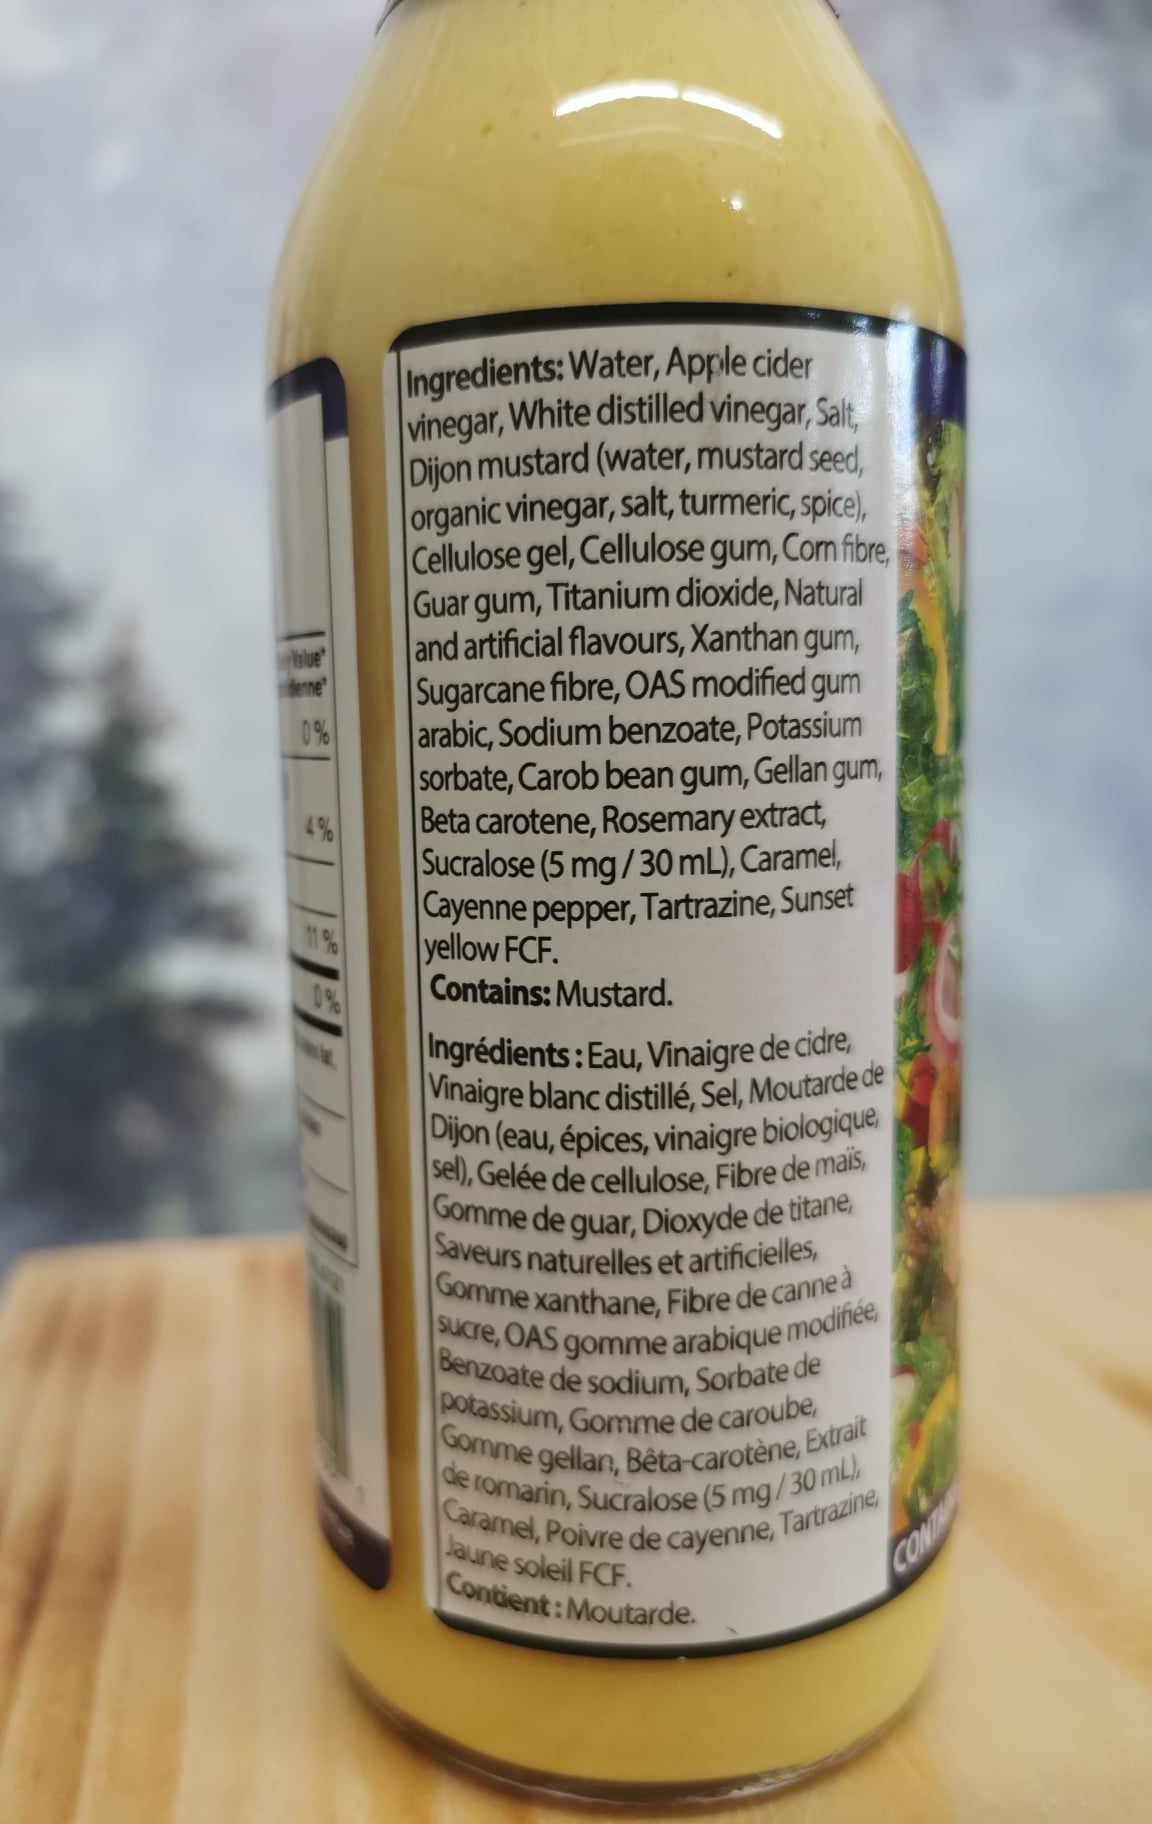 y Value*
dienne*
0 %
4 %
11 %
0 %
Ingredients: Water, Apple cider
vinegar, White distilled vinegar, Salt,
Dijon mustard (water, mustard seed,
organic vinegar, salt, turmeric, spice),
Cellulose gel, Cellulose gum, Corn fibre,
Guar gum, Titanium dioxide, Natural
and artificial flavours, Xanthan gum,
Sugarcane fibre, OAS modified gum
arabic, Sodium benzoate, Potassium
sorbate, Carob bean gum, Gellan gum,
Beta carotene, Rosemary extract,
Sucralose (5 mg / 30 mL), Caramel,
Cayenne pepper, Tartrazine, Sunset
yellow FCF.
Contains: Mustard.
Ingrédients : Eau, Vinaigre de cidre,
Vinaigre blanc distillé, Sel, Moutarde de
Dijon (eau, épices, vinaigre biologique,
sel), Gelée de cellulose, Fibre de maïs,
Gomme de guar, Dioxyde de titane,
Saveurs naturelles et artificielles,
Gomme xanthane, Fibre de canne à
sucre, OAS gomme arabique modifiée,
Benzoate de sodium, Sorbate de
potassium, Gomme de caroube,
Gomme gellan, Bêta-carotène, Extrait
de romarin, Sucralose (5 mg / 30 mL),
Caramel, Poivre de cayenne, Tartrazine,
Jaune soleil FCF.
Contient : Moutarde.